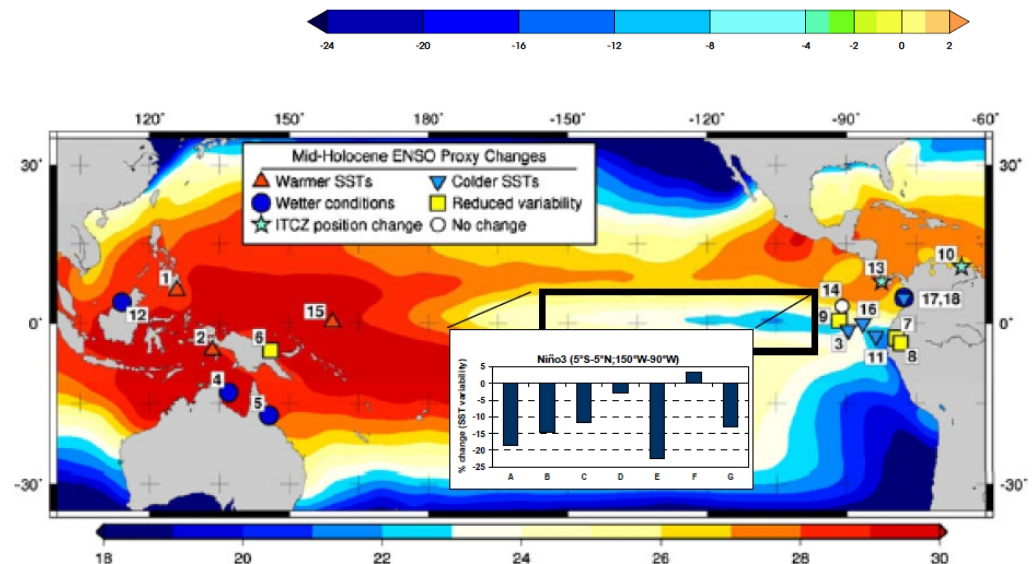 -24 -20 -16 -12 -8 -4 -2 0 2
120° 150° 180° -150° -120° -90° -60°
30° 30°
Mid-Holocene ENSO Proxy Changes
Warmer SSTs Colder SSTs
Wetter conditions Reduced variability
ITCZ position change No change
10
13
1
14
17,18
15
9 16
12
0° 0°
7
2 6
3
11 8
Niño3 (5°S-5°N;150°W-90°W)
4
5
% change (SST variability)
5
0
-5
-10
-15
-20
-25
A B C D E F G
-30° -30°
18 20 22 24 26 28 30